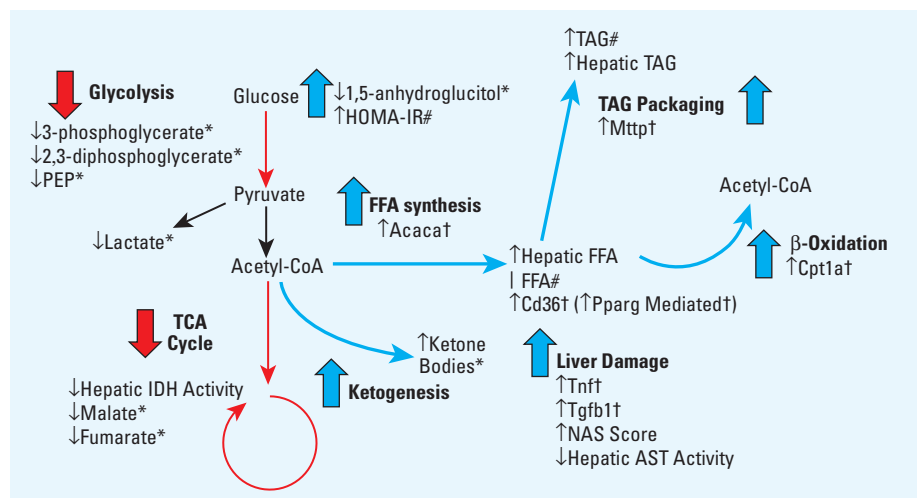 ↑TAG#
↑Hepatic TAG
TAG Packaging
↑Mttp†
Glycolysis
↓3-phosphoglycerate*
↓2,3-diphosphoglycerate*
↓PEP*
Glucose
↓1,5-anhydroglucitol*
↑HOMA-IR#
Pyruvate
FFA synthesis
↑Acaca†
↓Lactate*
Acetyl-CoA
Acetyl-CoA
β-Oxidation
↑Cpt1a†
↑Hepatic FFA
| FFA#
↑Cd36† (↑Pparg Mediated†)
TCA
Cycle
↓Hepatic IDH Activity
↓Malate*
↓Fumarate*
↑Ketone
Bodies*
Ketogenesis
Liver Damage
↑Tnf†
↑Tgfb1†
↑NAS Score
↓Hepatic AST Activity